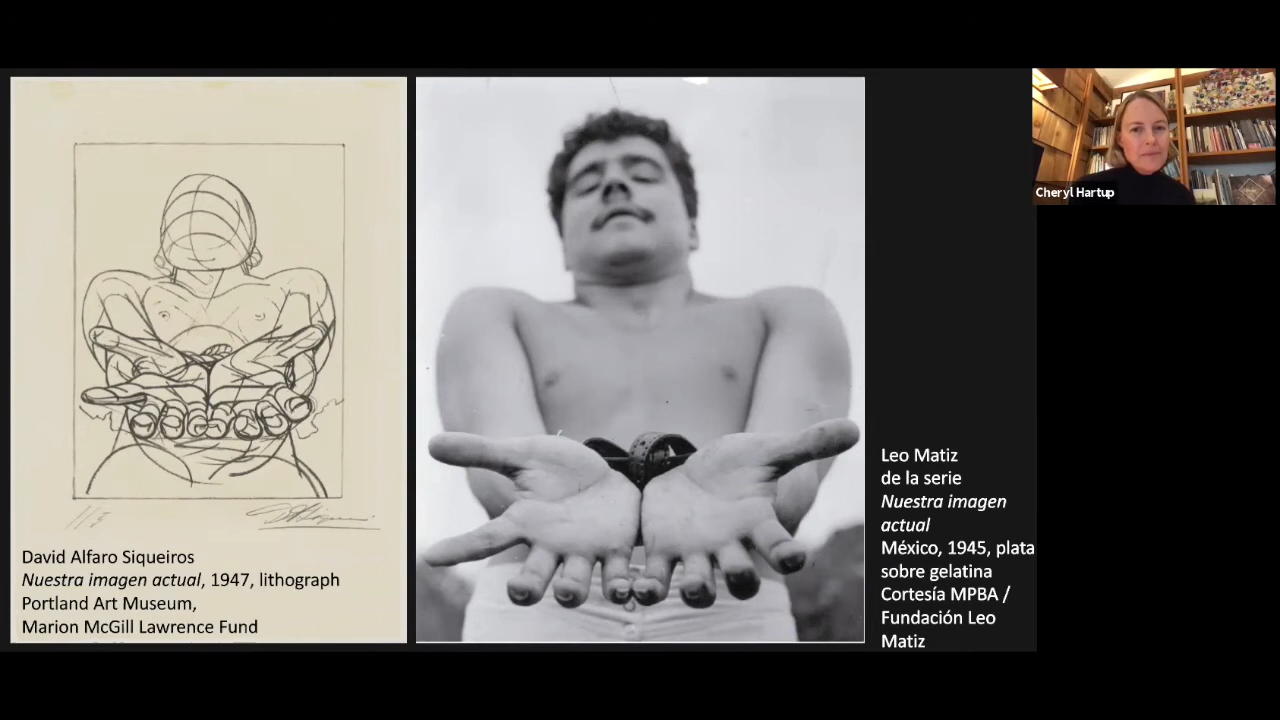 David Alfaro Siqueiros
Nuestra imagen actual, 1947, lithograph
Portland Art Museum,
Marion McGill Lawrence Fund
Leo Matiz
de la serie
Nuestra imagen
actual
México, 1945, plata
sobre gelatina
Cortesía MPBA /
Fundación Leo
Matiz
Cheryl Hartup